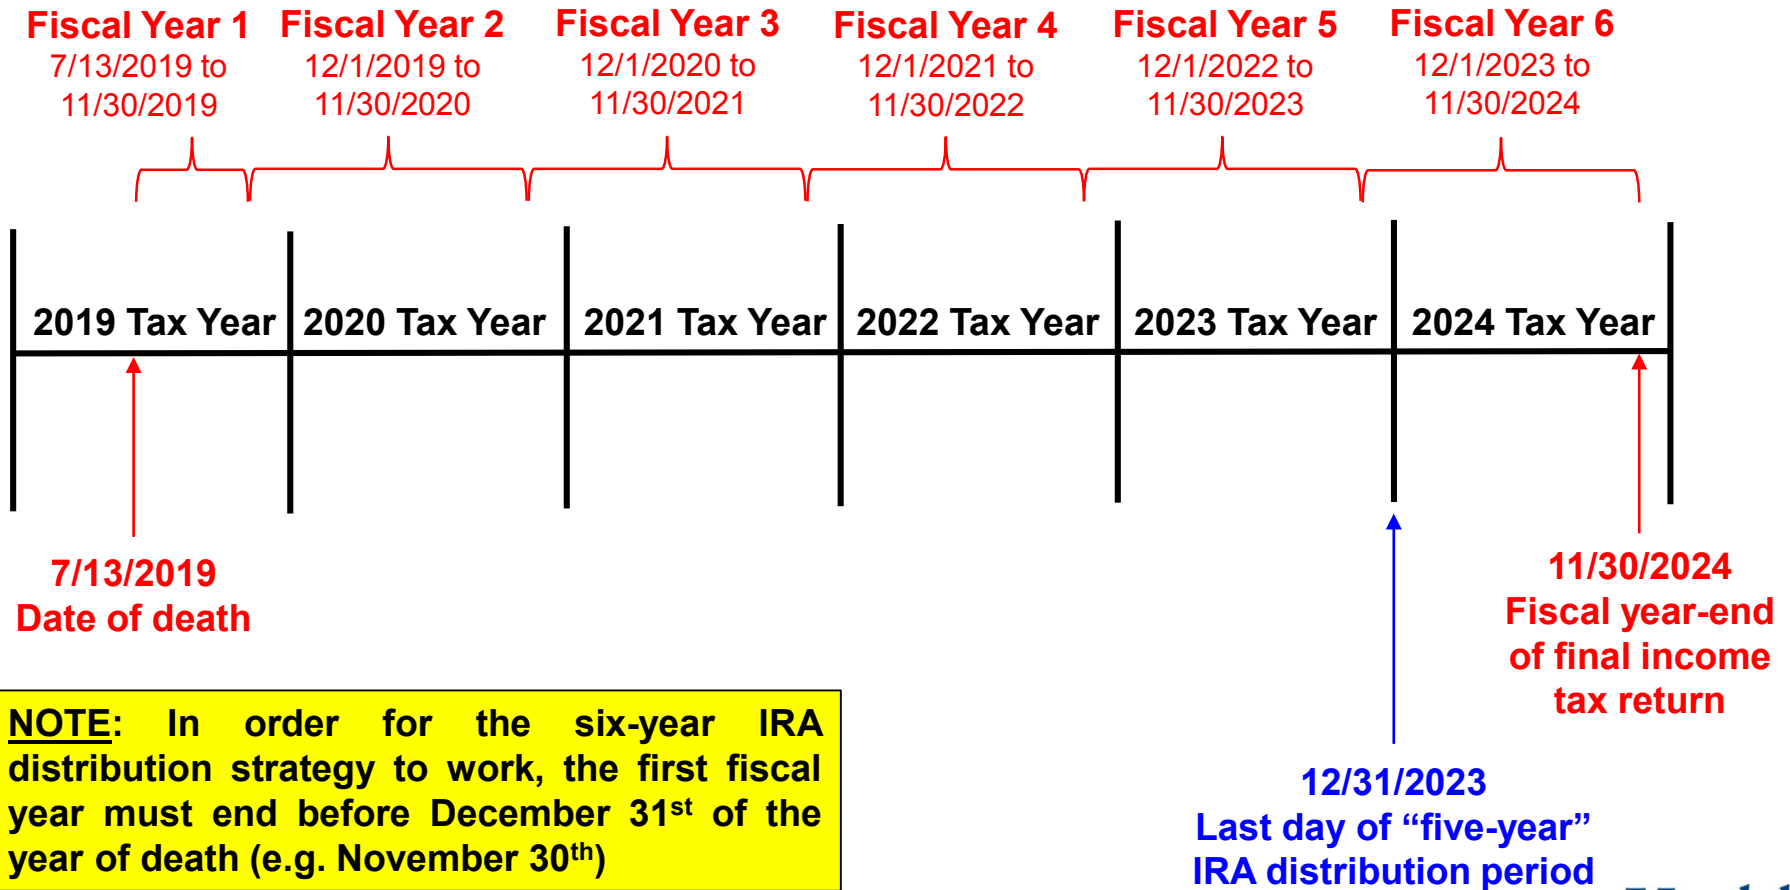 Fiscal Year 1
7/13/2019 to
11/30/2019
Fiscal Year 2
12/1/2019 to
11/30/2020
Fiscal Year 3
12/1/2020 to
11/30/2021
Fiscal Year 4
12/1/2021 to
11/30/2022
Fiscal Year 5
12/1/2022 to
11/30/2023
Fiscal Year 6
12/1/2023 to
11/30/2024
2019 Tax Year
2020 Tax Year
2021 Tax Year
2022 Tax Year
2023 Tax Year
2024 Tax Year
7/13/2019
Date of death
11/30/2024
Fiscal year-end
of final income
tax return
NOTE: In order for the six-year IRA
distribution strategy to work, the first fiscal
year must end before December 31st of the
year of death (e.g. November 30th)
12/31/2023
Last day of “five-year”
IRA distribution period